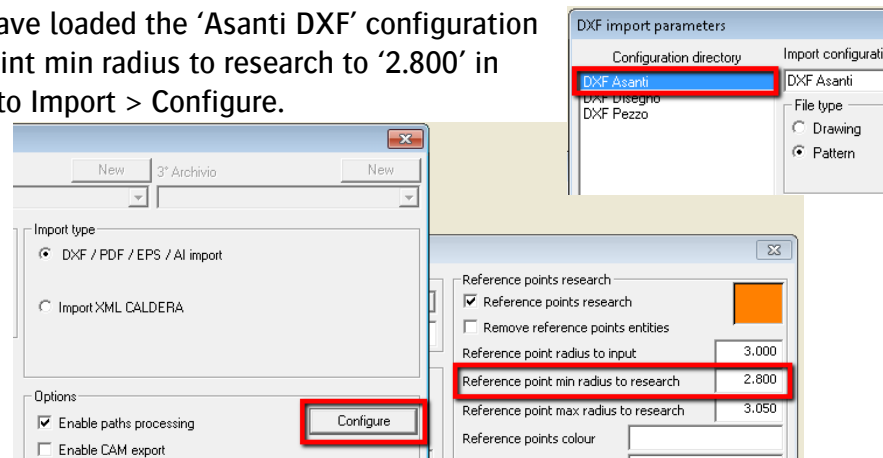 ave loaded the ‘Asanti DXF’ configuration
int min radius to research to ‘2.800’ in
to Import > Configure.
DXF import parameters
Configuration directory
Import configurati
DXF Asanti
DXF Disegno
DXF Pezzo
DXF Asanti
File type
Drawing
Pattern
New
3° Archivio
New
Import type
DXF / PDF / EPS / AI import
Import XML CALDERA
Options
Enable paths processing
Configure
Enable CAM export
Reference points research
Reference points research
Remove reference points entities
Reference point radius to input
3.000
Reference point min radius to research
2.800
Reference point max radius to research
3.050
Reference points colour